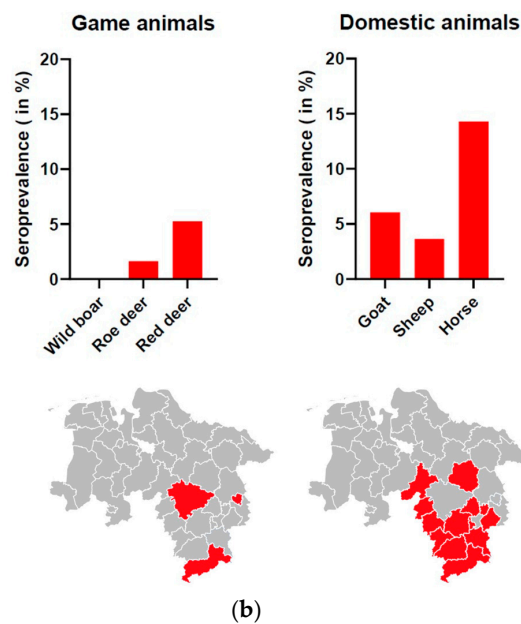 Game animals
Seroprevalence ( in %)
20
15
10
5
0
Wild boar
Roe deer
Red deer
Domestic animals
Seroprevalence ( in %)
20
15
10
5
0
Goat
Sheep
Horse
(b)